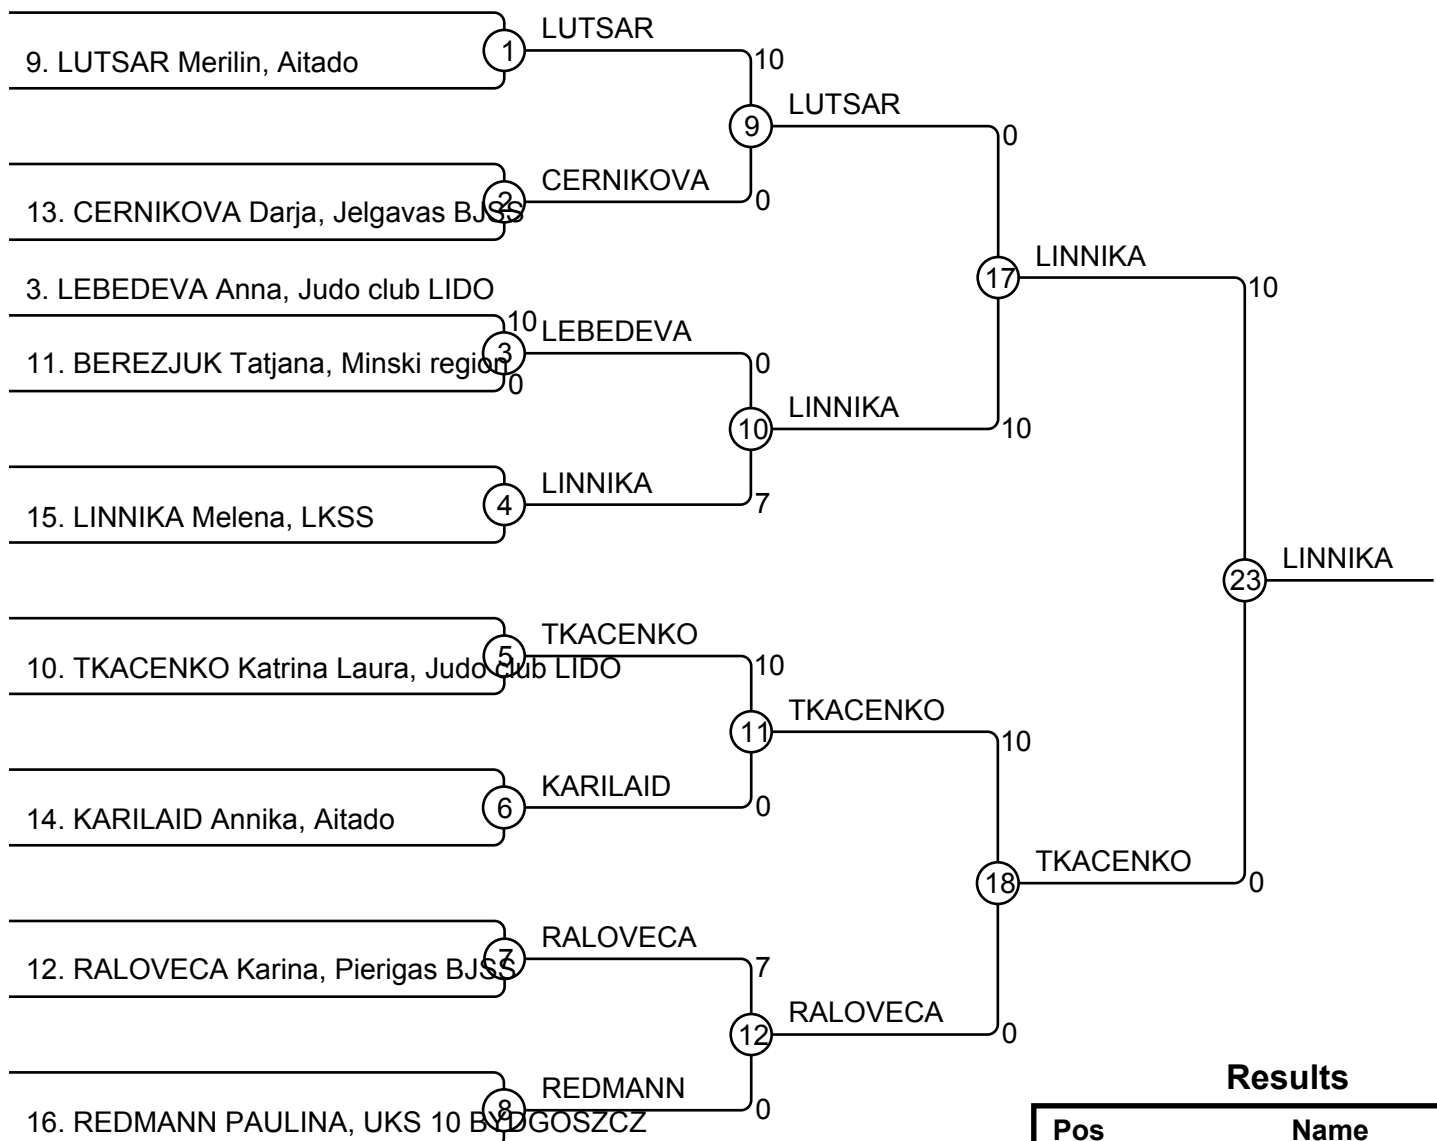 LUTSAR
1
9. LUTSAR Merilin, Aitado
10
LUTSAR
9
0
CERNIKOVA
2
13. CERNIKOVA Darja, Jelgavas BJSS
0
LINNIKA
17
3. LEBEDEVA Anna, Judo club LIDO
10
10
LEBEDEVA
3
11. BEREZJUK Tatjana, Minski region
0
0
LINNIKA
10
10
LINNIKA
4
7
15. LINNIKA Melena, LKSS
LINNIKA
23
TKACENKO
5
10. TKACENKO Katrina Laura, Judo club LIDO
10
TKACENKO
11
10
KARILAID
6
0
14. KARILAID Annika, Aitado
TKACENKO
18
0
RALOVECA
7
12. RALOVECA Karina, Pierigas BJSS
7
RALOVECA
12
0
Results
REDMANN
8
0
16. REDMANN PAULINA, UKS 10 BYDGOSZCZ
Pos Name